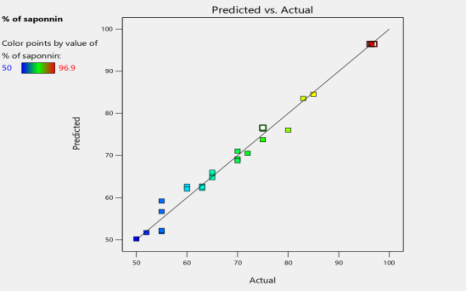 Predicted vs. Actual
% of saponnin
Color points by value of
% of saponnin:
50 96.9
100
90
80
70
60
50
Predicted
50 60 70 80 90 100
Actual